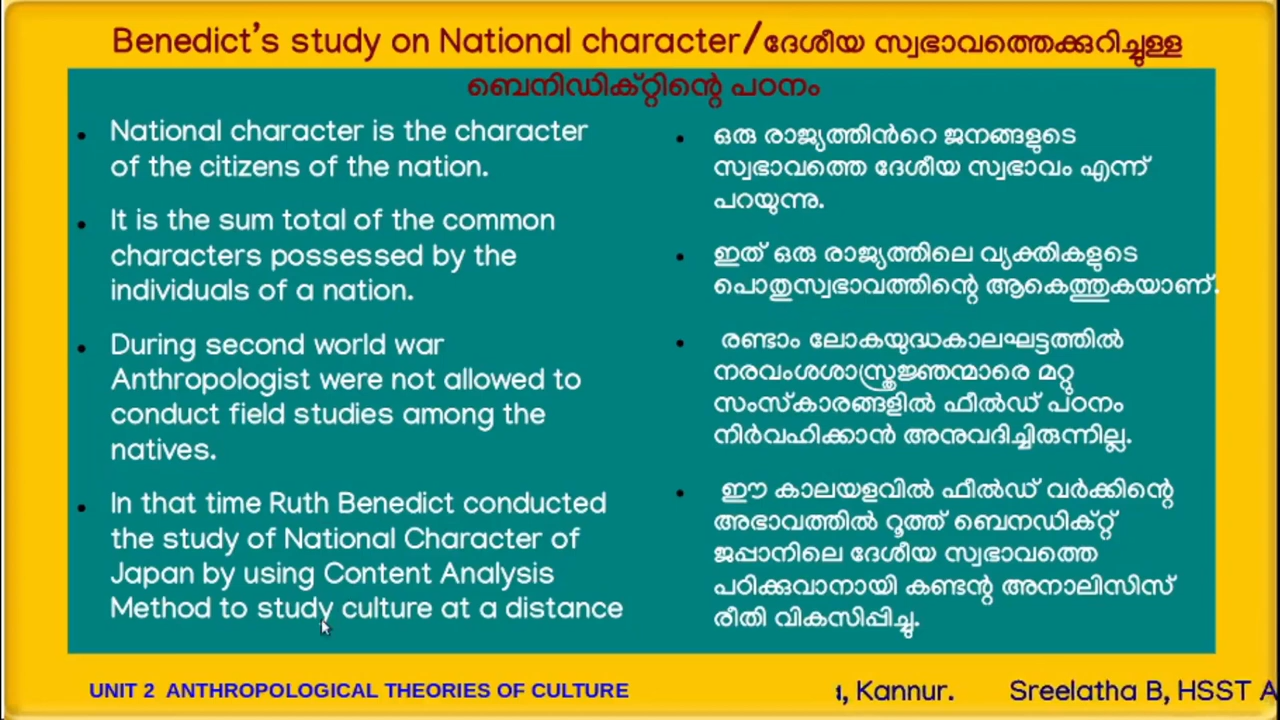 Benedict's study on National character/ദേശീയ സ്വഭാവത്തെക്കുറിച്ചുള്ള
ബെനിഡിക്റ്റിന്റെ പഠനം
National character is the character
of the citizens of the nation.
It is the sum total of the common
characters possessed by the
individuals of a nation.
During second world war
Anthropologist were not allowed to
conduct field studies among the
natives.
In that time Ruth Benedict conducted
the study of National Character of
Japan by using Content Analysis
Method to study culture at a distance
ഒരു രാജ്യത്തിൻറെ ജനങ്ങളുടെ
സ്വഭാവത്തെ ദേശീയ സ്വഭാവം എന്ന്
പറയുന്നു.
ഇത് ഒരു രാജ്യത്തിലെ വ്യക്തികളുടെ
പൊതുസ്വഭാവത്തിന്റെ ആകെത്തുകയാണ്.
രണ്ടാം ലോകയുദ്ധകാലഘട്ടത്തിൽ
നരവംശശാസ്ത്രജ്ഞന്മാരെ മറ്റു
സംസ്കാരങ്ങളിൽ ഫീൽഡ് പഠനം
നിർവഹിക്കാൻ അനുവദിച്ചിരുന്നില്ല.
ഈ കാലയളവിൽ ഫീൽഡ് വർക്കിന്റെ
അഭാവത്തിൽ റൂത്ത് ബെനഡിക്റ്റ്
ജപ്പാനിലെ ദേശീയ സ്വഭാവത്തെ
പഠിക്കുവാനായി കണ്ടന്റ അനാലിസിസ്
രീതി വികസിപ്പിച്ചു.
UNIT 2 ANTHROPOLOGICAL THEORIES OF CULTURE
, Kannur. Sreelatha B, HSST A